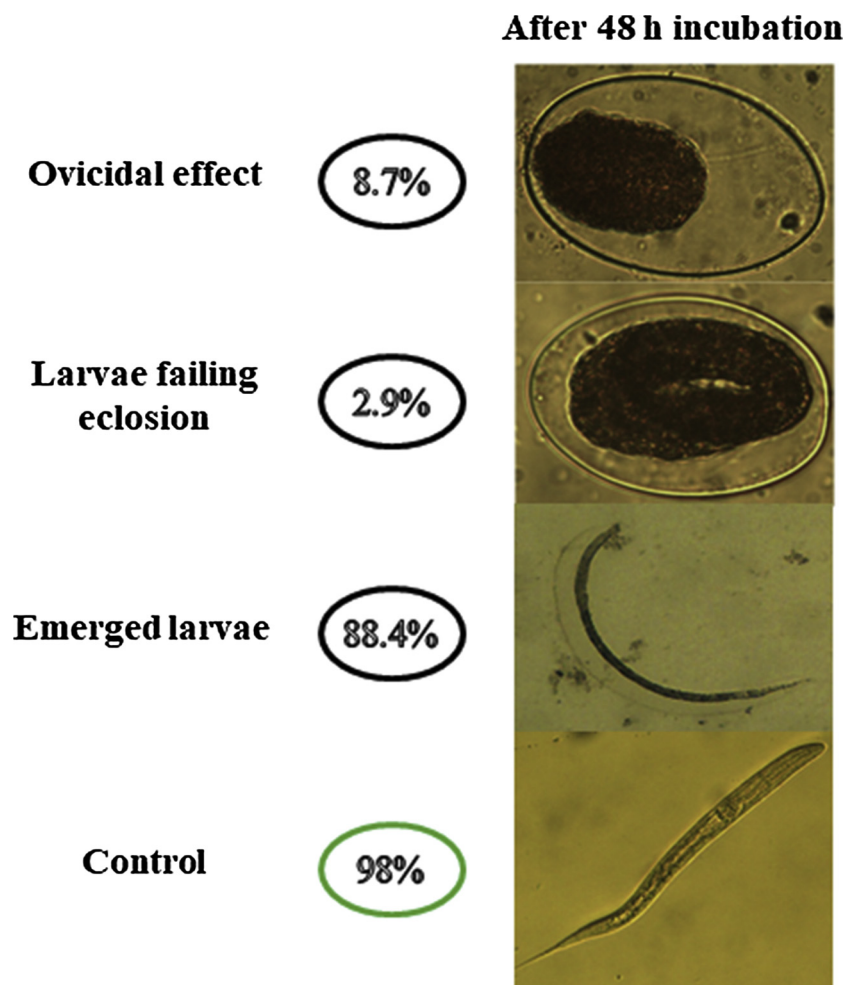 After 48 h incubation
Ovicidal effect
8.7%
Larvae failing
eclosion
2.9%
Emerged larvae
88.4%
Control
98%